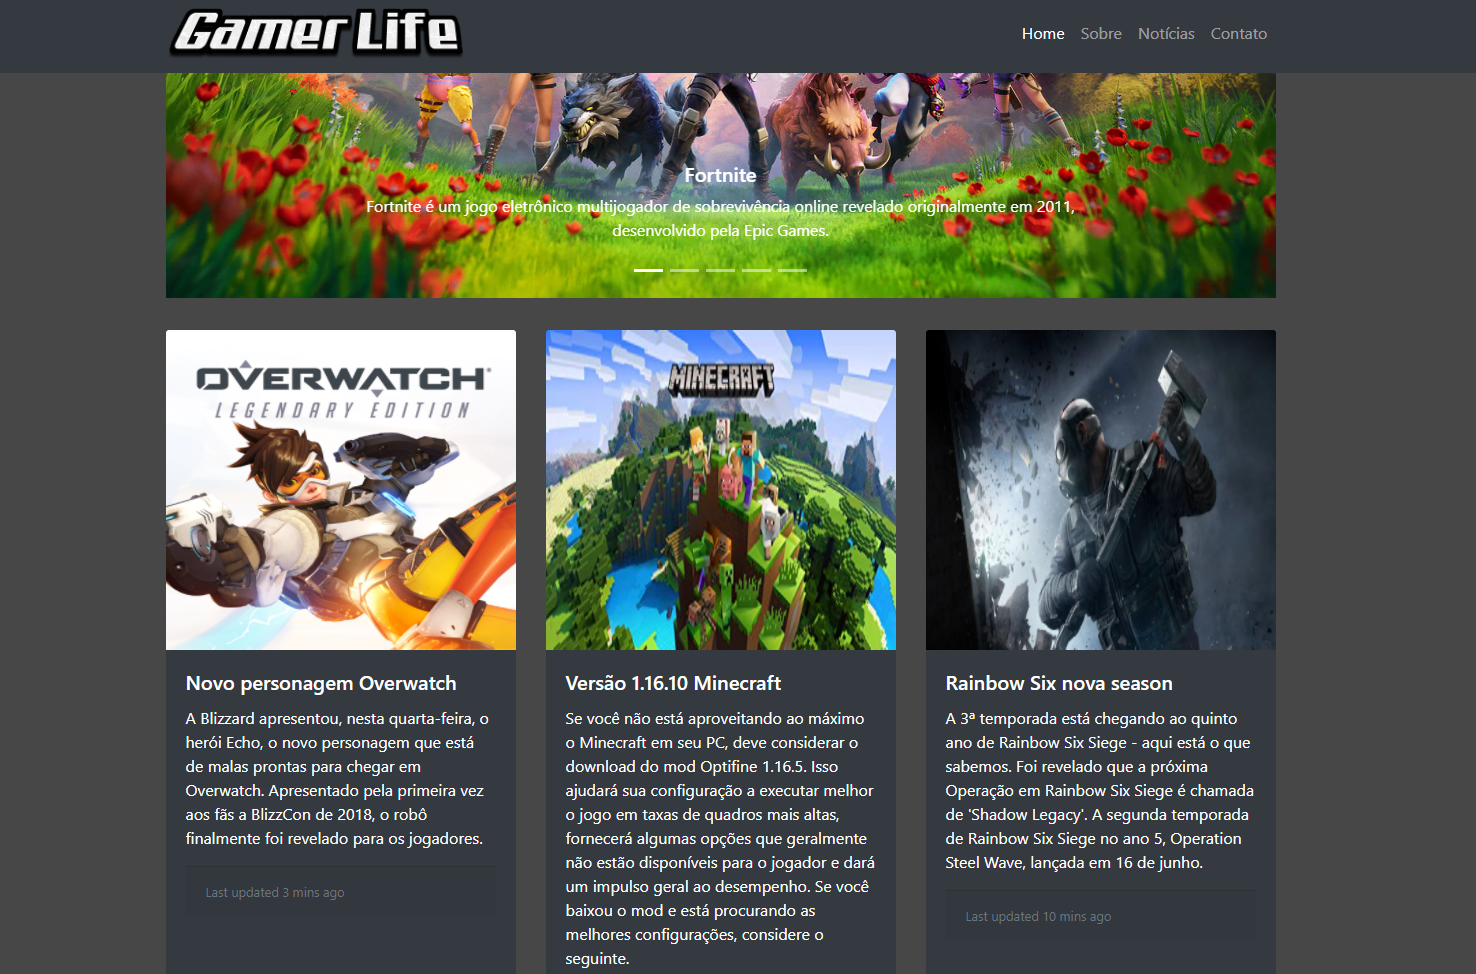 Gamer Life
Home Sobre Notícias Contato
Fortnite
Fortnite é um jogo eletrônico multijogador de sobrevivência online revelado originalmente em 2011,
desenvolvido pela Epic Games.
OVERWATCH
LEGENDARY EDITION
Novo personagem Overwatch
A Blizzard apresentou, nesta quarta-feira, o
herói Echo, o novo personagem que está
de malas prontas para chegar em
Overwatch. Apresentado pela primeira vez
aos fãs a BlizzCon de 2018, o robô
finalmente foi revelado para os jogadores.
Last updated 3 mins ago
MINECRAFT
Versão 1.16.10 Minecraft
Se você não está aproveitando ao máximo
o Minecraft em seu PC, deve considerar o
download do mod Optifine 1.16.5. Isso
ajudará sua configuração a executar melhor
o jogo em taxas de quadros mais altas,
fornecerá algumas opções que geralmente
não estão disponíveis para o jogador e dará
um impulso geral ao desempenho. Se você
baixou o mod e está procurando as
melhores configurações, considere o
seguinte.
Rainbow Six nova season
A 3ª temporada está chegando ao quinto
ano de Rainbow Six Siege - aqui está o que
sabemos. Foi revelado que a próxima
Operação em Rainbow Six Siege é chamada
de 'Shadow Legacy'. A segunda temporada
de Rainbow Six Siege no ano 5, Operation
Steel Wave, lançada em 16 de junho.
Last updated 10 mins ago